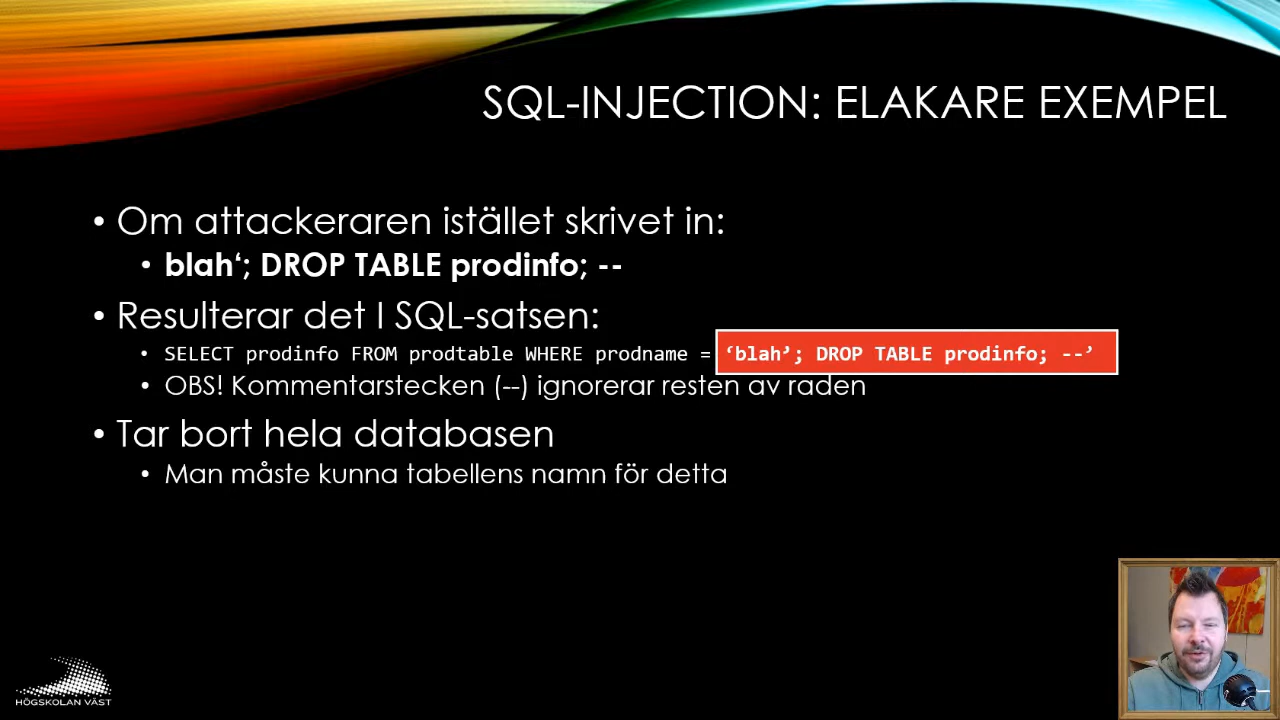 SQL-INJECTION: ELAKARE EXEMPEL
• Om attackeraren istället skrivet in:
• blah‘; DROP TABLE prodinfo; --
• Resulterar det I SQL-satsen:
• SELECT prodinfo FROM prodtable WHERE prodname = ‘blah’; DROP TABLE prodinfo; --’
• OBS! Kommentarstecken (--) ignorerar resten av raden
• Tar bort hela databasen
• Man måste kunna tabellens namn för detta
HÖGSKOLAN VÄST